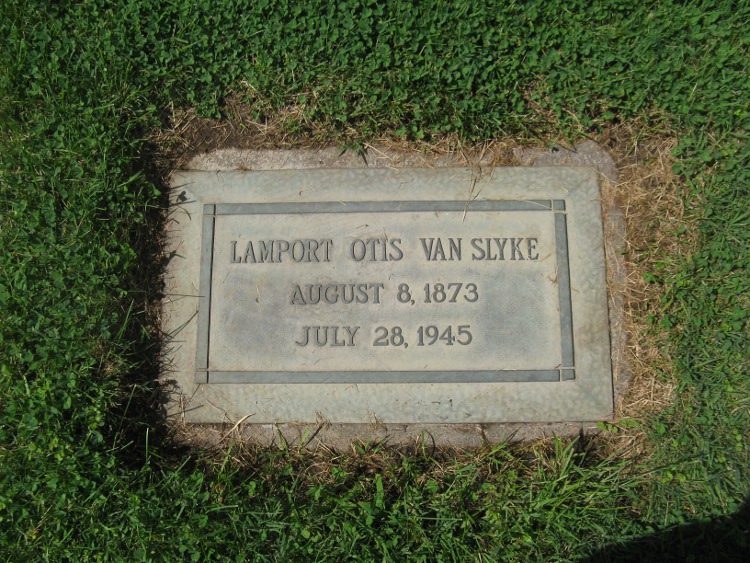 LAMPORT OTIS VAN SLYKE
AUGUST 8, 1873
JULY 28, 1945